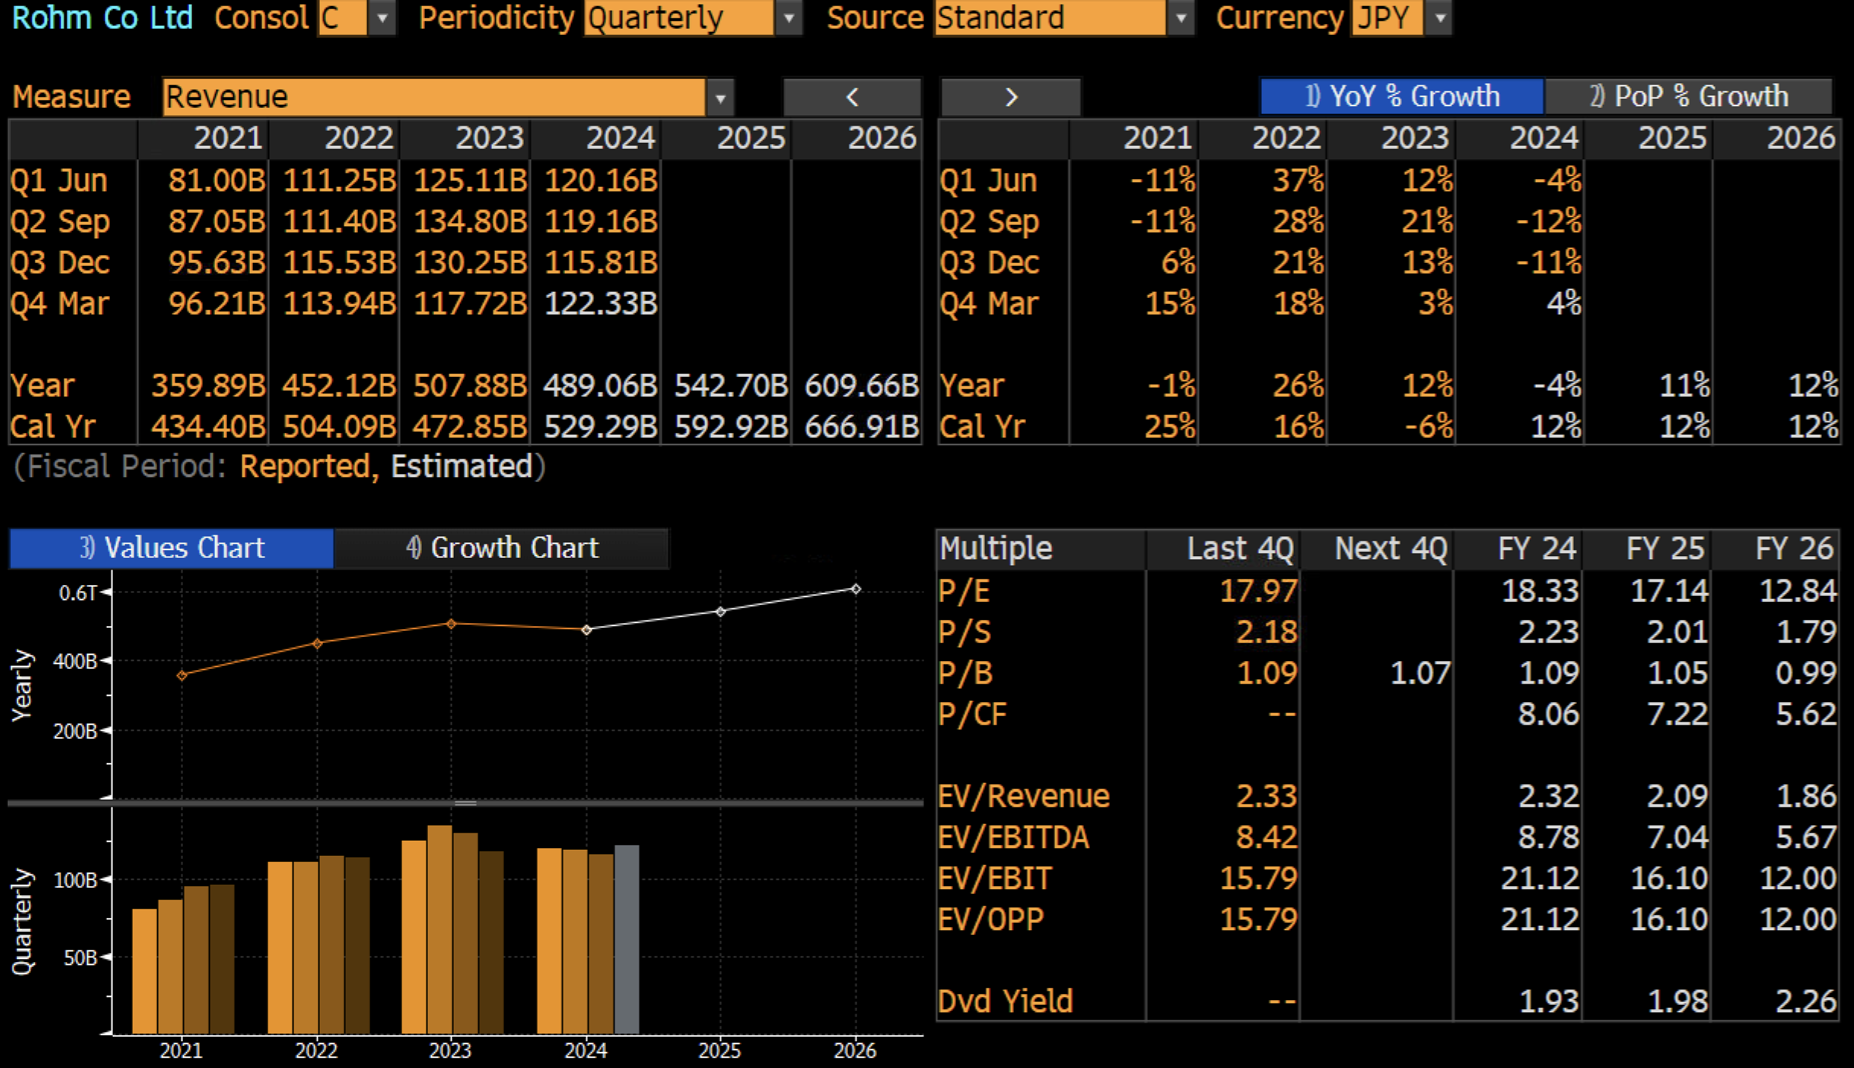 Rohm Co Ltd Consol C Periodicity Quarterly Source Standard Currency JPY
Measure Revenue < > 1) YoY % Growth 2) PoP % Growth
2021 2022 2023 2024 2025 2026
Q1 Jun 81.00B 111.25B 125.11B 120.16B
Q2 Sep 87.05B 111.40B 134.80B 119.16B
Q3 Dec 95.63B 115.53B 130.25B 115.81B
Q4 Mar 96.21B 113.94B 117.72B 122.33B
Year 359.89B 452.12B 507.88B 489.06B 542.70B 609.66B
Cal Yr 434.40B 504.09B 472.85B 529.29B 592.92B 666.91B
(Fiscal Period: Reported, Estimated)
2021 2022 2023 2024 2025 2026
Q1 Jun -11% 37% 12% -4%
Q2 Sep -11% 28% 21% -12%
Q3 Dec 6% 21% 13% -11%
Q4 Mar 15% 18% 3% 4%
Year -1% 26% 12% -4% 11% 12%
Cal Yr 25% 16% -6% 12% 12% 12%
3) Values Chart 4) Growth Chart
Yearly
0.6T
400B
200B
Quarterly
100B
50B
2021 2022 2023 2024 2025 2026
Multiple Last 4Q Next 4Q FY 24 FY 25 FY 26
P/E 17.97 18.33 17.14 12.84
P/S 2.18 2.23 2.01 1.79
P/B 1.09 1.07 1.09 1.05 0.99
P/CF -- 8.06 7.22 5.62
EV/Revenue 2.33 2.32 2.09 1.86
EV/EBITDA 8.42 8.78 7.04 5.67
EV/EBIT 15.79 21.12 16.10 12.00
EV/OPP 15.79 21.12 16.10 12.00
Dvd Yield -- 1.93 1.98 2.26